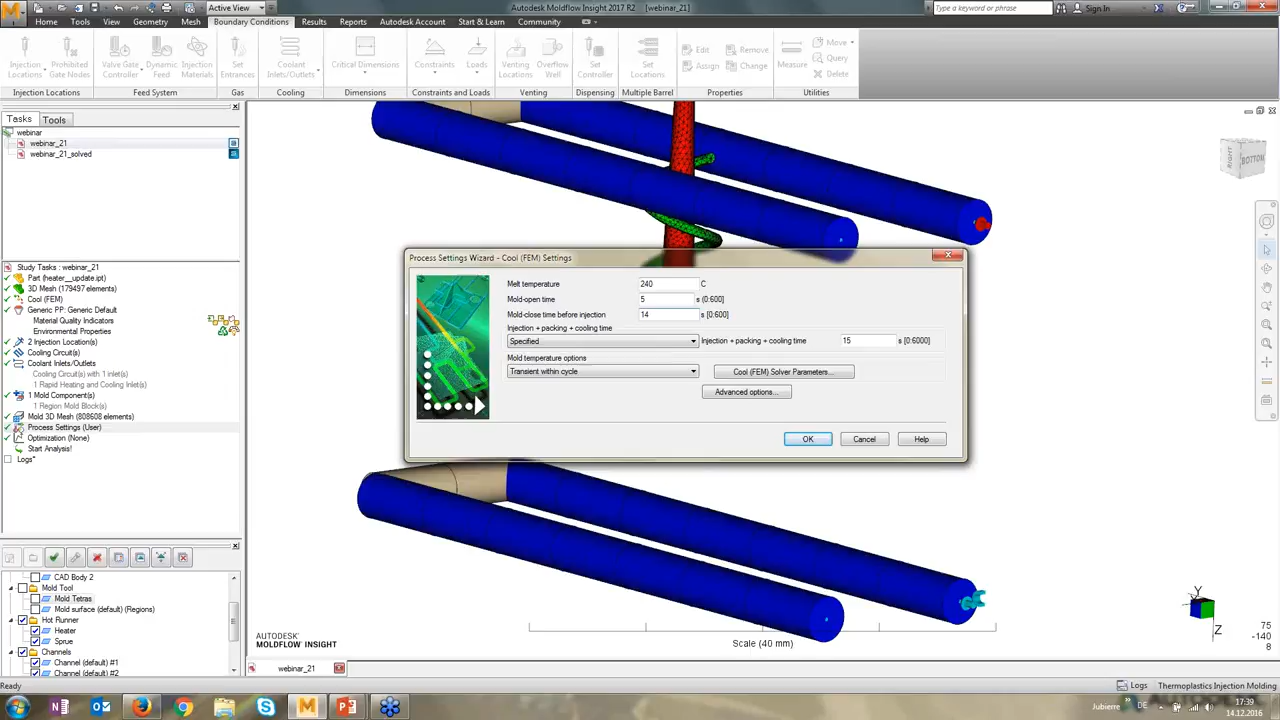 Active View
Autodesk Moldflow Insight 2017 R2 [webinar_21]
Type a keyword or phrase
Sign In
Home Tools View Geometry Mesh Boundary Conditions Results Reports Autodesk Account Start & Learn Community
Injection Locations Prohibited Gate Nodes Valve Gate Controller Dynamic Feed Injection Materials Set Entrances Coolant Inlets/Outlets Critical Dimensions Constraints Loads Venting Locations Overflow Well Set Controller Set Locations Edit Remove Assign Change Measure Move Query Delete
Injection Locations Feed System Gas Cooling Dimensions Constraints and Loads Venting Dispensing Multiple Barrel Properties Utilities
Tasks Tools
webinar
webinar_21
webinar_21_solved
Study Tasks : webinar_21
Part (heater__update.ipt)
3D Mesh (179497 elements)
Cool (FEM)
Generic PP: Generic Default
Material Quality Indicators
Environmental Properties
2 Injection Location(s)
Cooling Circuit(s)
Coolant Inlets/Outlets
Cooling Circuit(s) with 1 inlet(s)
1 Rapid Heating and Cooling Inlet(s)
1 Mold Component(s)
1 Region Mold Block(s)
Mold 3D Mesh (808608 elements)
Process Settings (User)
Optimization (None)
Start Analysis!
Logs*
CAD Body 2
Mold Tool
Mold Tetras
Mold surface (default) (Regions)
Hot Runner
Heater
Sprue
Channels
Channel (default) #1
Channel (default) #2
Process Settings Wizard - Cool (FEM) Settings
Melt temperature 240 C
Mold-open time 5 s (0:600]
Mold-close time before injection 14 s [0:600]
Injection + packing + cooling time
Specified Injection + packing + cooling time 15 s [0:6000]
Mold temperature options
Transient within cycle Cool (FEM) Solver Parameters...
Advanced options...
OK Cancel Help
RIGHT
BOTTOM
Y
Z
75
-140
8
AUTODESK
MOLDFLOW INSIGHT
Scale (40 mm)
webinar_21
Ready
Logs
Thermoplastics Injection Molding
Jubierre
DE
17:39
14.12.2016